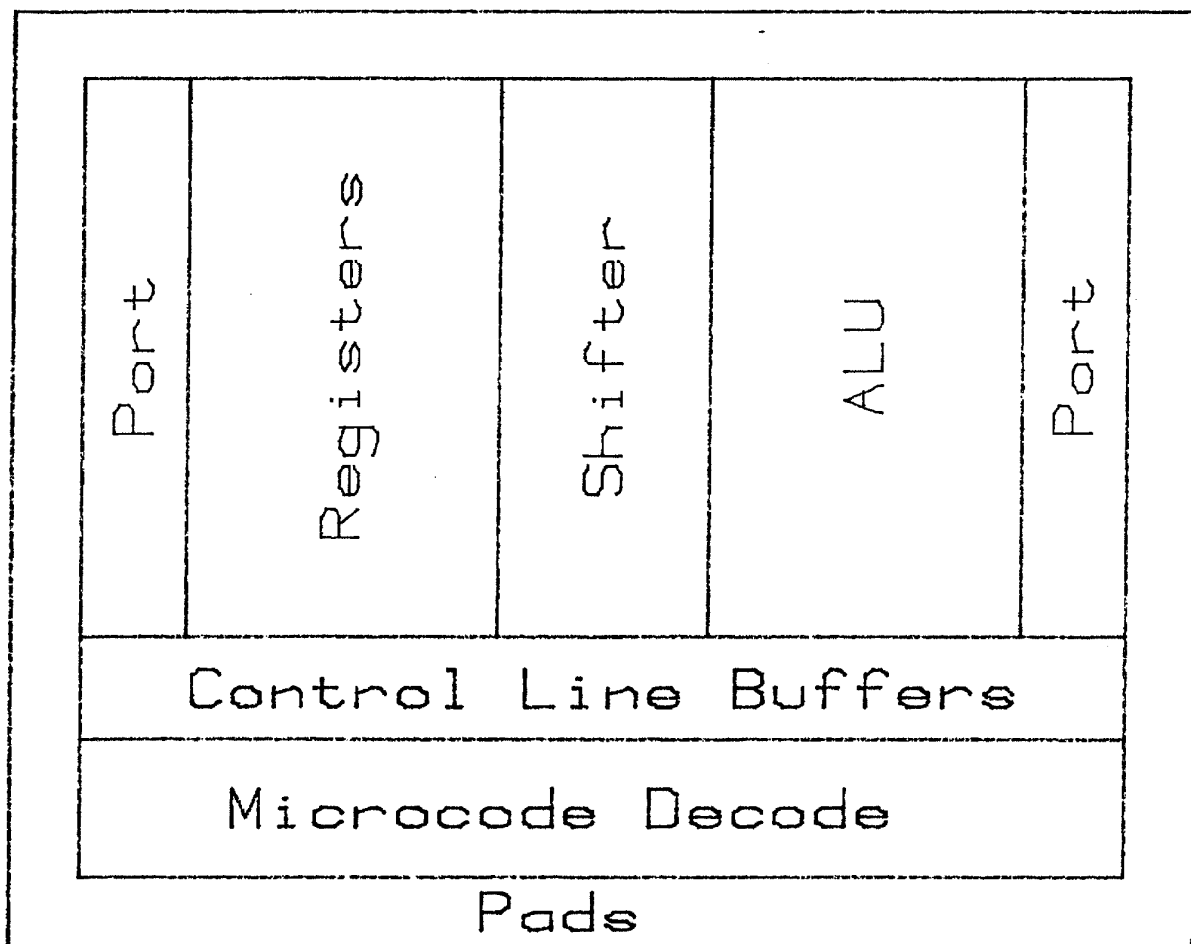 Port
Registers
Shifter
ALU
Port
Control Line Buffers
Microcode Decode
Pads